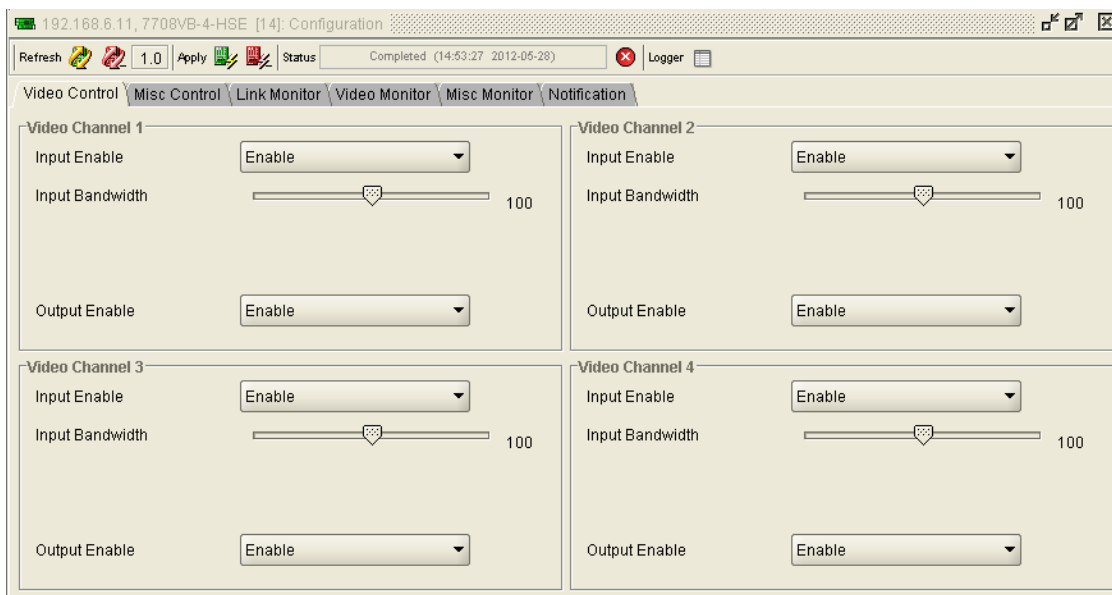 192.168.6.11, 7708VB-4-HSE [14]: Configuration
Refresh 1.0 Apply Status Completed (14:53:27 2012-05-28) Logger
Video Control Misc Control Link Monitor Video Monitor Misc Monitor Notification
Video Channel 1
Input Enable Enable
Input Bandwidth 100
Output Enable Enable
Video Channel 2
Input Enable Enable
Input Bandwidth 100
Output Enable Enable
Video Channel 3
Input Enable Enable
Input Bandwidth 100
Output Enable Enable
Video Channel 4
Input Enable Enable
Input Bandwidth 100
Output Enable Enable